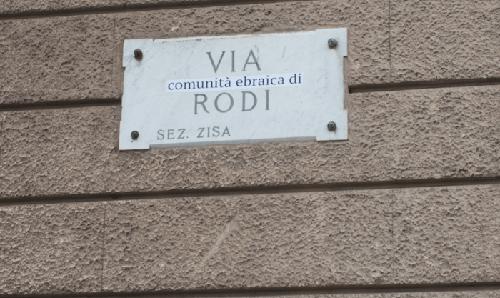 VIA
comunità ebraica di
RODI
SEZ. ZISA